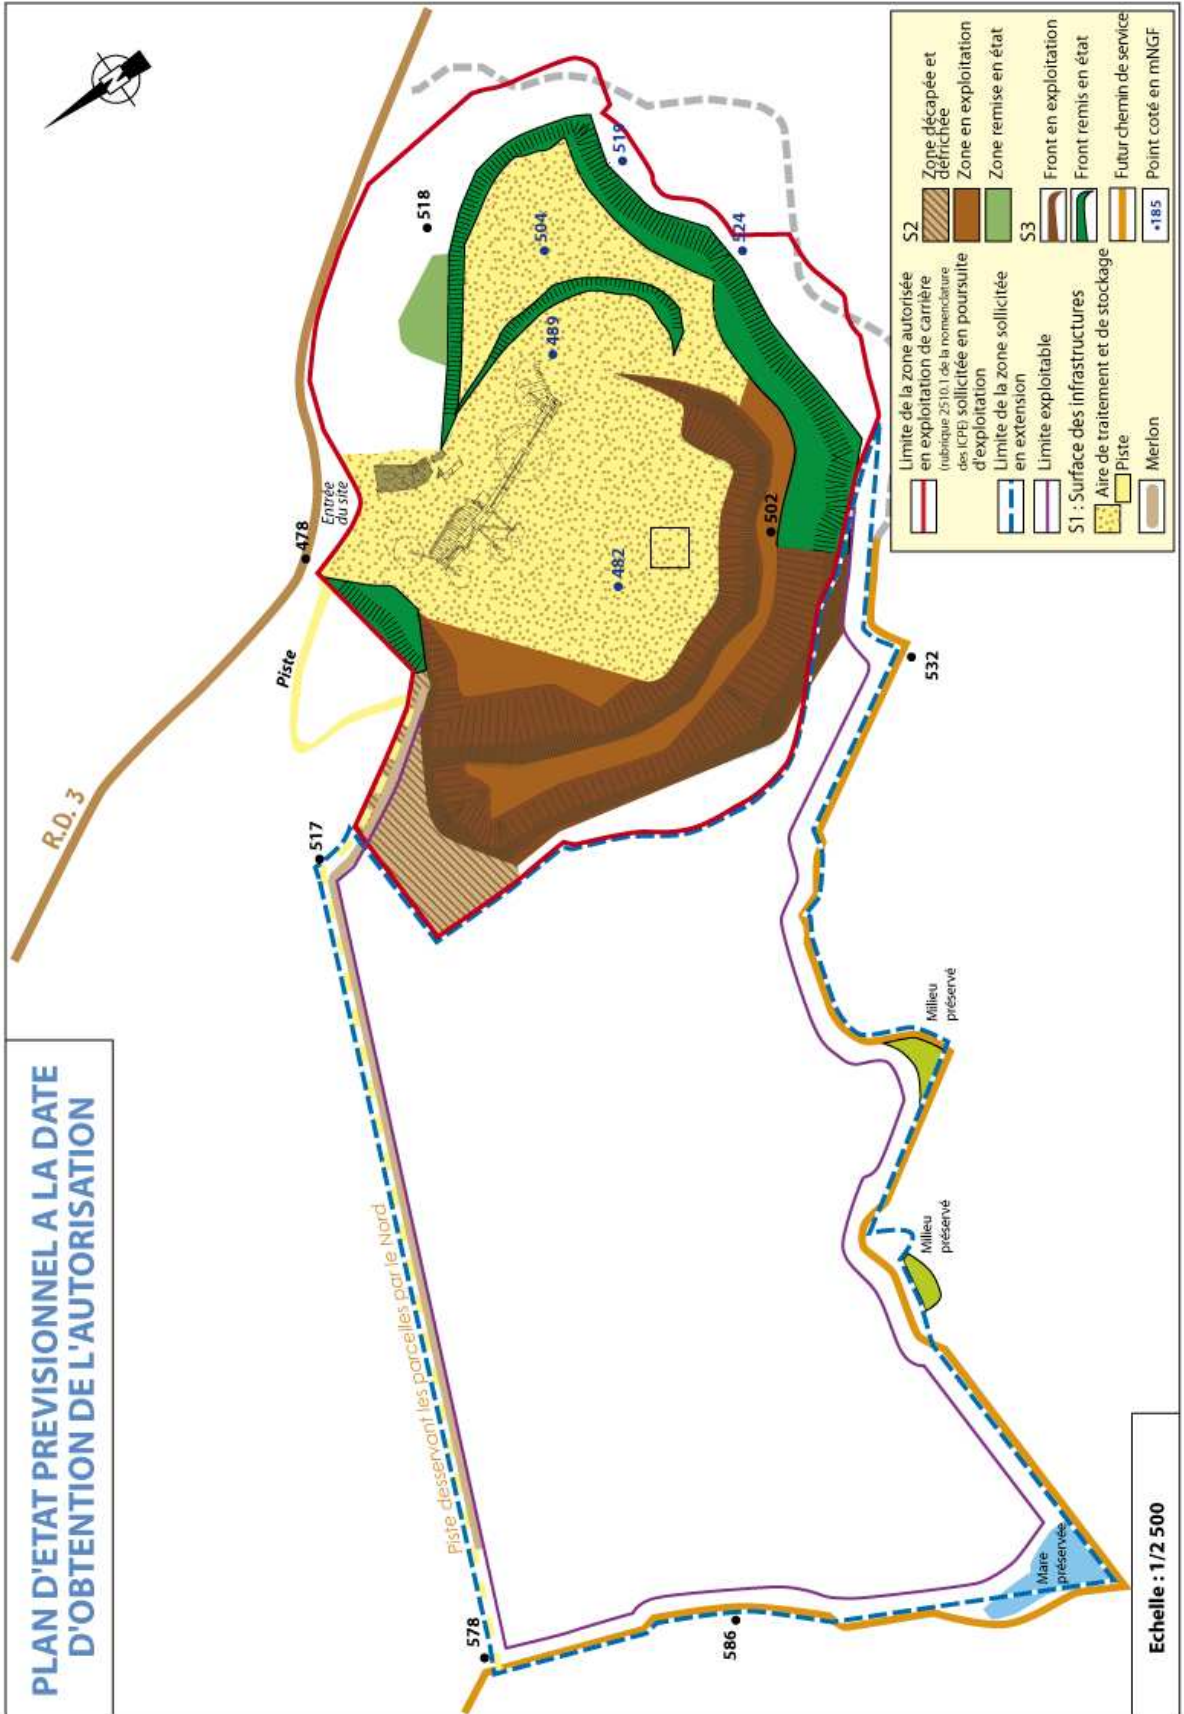 PLAN D'ETAT PREVISIONNEL A LA DATE
D'OBTENTION DE L'AUTORISATION
N
R.D. 3
Piste
478
Entrée
du site
517
518
519
504
524
489
482
502
532
578
586
Piste desservant les parcelles par le Nord
Milieu
préservé
Milieu
préservé
Mare
préservée
Echelle : 1/2 500
Limite de la zone autorisée
en exploitation de carrière
(rubrique 2510.1 de la nomenclature
des ICPE) sollicitée en poursuite
d'exploitation
Limite de la zone sollicitée
en extension
Limite exploitable
S1 : Surface des infrastructures
Aire de traitement et de stockage
Piste
Merlon
S2
Zone décapée et
défrichée
Zone en exploitation
Zone remise en état
S3
Front en exploitation
Front remis en état
Futur chemin de service
•185
Point coté en mNGF